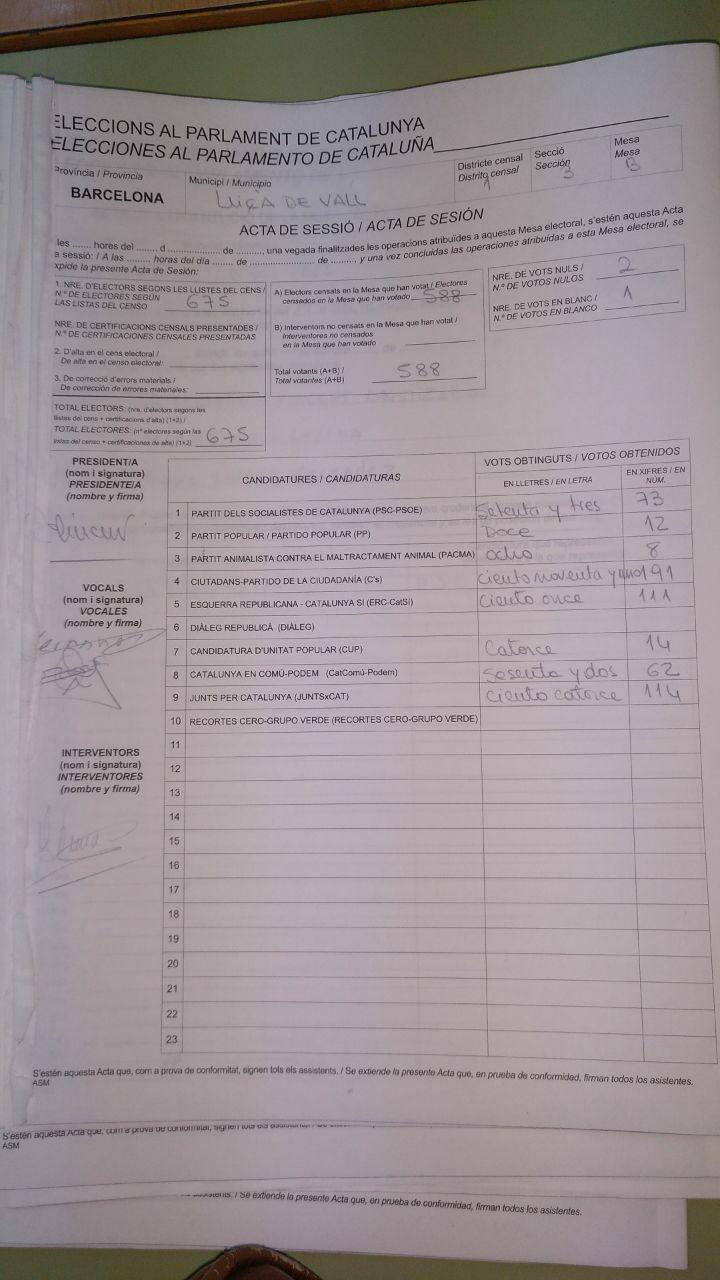 ELECCIONS AL PARLAMENT DE CATALUNYA
ELECCIONES AL PARLAMENTO DE CATALUÑA
Província / Provincia
BARCELONA
Municipi / Municipio
LLIÇÀ DE VALL
Districte censal
Distrito censal
1
Secció
Sección
3
Mesa
Mesa
B
ACTA DE SESSIÓ / ACTA DE SESIÓN
les ........ hores del ........ d .................. de ........, una vegada finalitzades les operacions atribuïdes a aquesta Mesa electoral, s'estén aquesta Acta
a sessió: / A las ......... horas del día ........ de ...................... de ........., y una vez concluidas las operaciones atribuidas a esta Mesa electoral, se
xpide la presente Acta de Sesión:
1. NRE. D'ELECTORS SEGONS LES LLISTES DEL CENS /
N.º DE ELECTORES SEGÚN
LAS LISTAS DEL CENSO 675
NRE. DE CERTIFICACIONS CENSALS PRESENTADES /
N.º DE CERTIFICACIONES CENSALES PRESENTADAS
2. D'alta en el cens electoral /
De alta en el censo electoral:
3. De correcció d'errors materials /
De corrección de errores materiales:
TOTAL ELECTORS: (nre. d'electors segons les
llistes del cens + certificacions d'alta) (1+2) /
TOTAL ELECTORES: (nº electores según las
listas del censo + certificaciones de alta) (1+2) 675
A) Electors censats en la Mesa que han votat / Electores
censados en la Mesa que han votado 588
B) Interventors no censats en la Mesa que han votat /
Interventores no censados
en la Mesa que han votado
Total votants (A+B) /
Total votantes (A+B) 588
NRE. DE VOTS NULS /
N.º DE VOTOS NULOS 2
NRE. DE VOTS EN BLANC /
N.º DE VOTOS EN BLANCO 1
PRESIDENT/A
(nom i signatura)
PRESIDENTE/A
(nombre y firma)
VOCALS
(nom i signatura)
VOCALES
(nombre y firma)
INTERVENTORS
(nom i signatura)
INTERVENTORES
(nombre y firma)
CANDIDATURES / CANDIDATURAS
VOTS OBTINGUTS / VOTOS OBTENIDOS
EN LLETRES / EN LETRA
EN XIFRES / EN
NÚM.
1 PARTIT DELS SOCIALISTES DE CATALUNYA (PSC-PSOE) Setenta y tres 73
2 PARTIT POPULAR / PARTIDO POPULAR (PP) Doce 12
3 PARTIT ANIMALISTA CONTRA EL MALTRACTAMENT ANIMAL (PACMA) ocho 8
4 CIUTADANS-PARTIDO DE LA CIUDADANÍA (C's) ciento noventa y uno 191
5 ESQUERRA REPUBLICANA - CATALUNYA SÍ (ERC-CatSí) ciento once 111
6 DIÀLEG REPUBLICÀ (DIÀLEG)
7 CANDIDATURA D'UNITAT POPULAR (CUP) Catorce 14
8 CATALUNYA EN COMÚ-PODEM (CatComú-Podem) Sesenta y dos 62
9 JUNTS PER CATALUNYA (JUNTSxCAT) Ciento catorce 114
10 RECORTES CERO-GRUPO VERDE (RECORTES CERO-GRUPO VERDE)
11
12
13
14
15
16
17
18
19
20
21
22
23
S'estén aquesta Acta que, com a prova de conformitat, signen tots els assistents. / Se extiende la presente Acta que, en prueba de conformidad, firman todos los asistentes.
ASM
S'estén aquesta Acta que, com a prova de conformitat, signen tots els
ASM
/ Se extiende la presente Acta que, en prueba de conformidad, firman todos los asistentes.